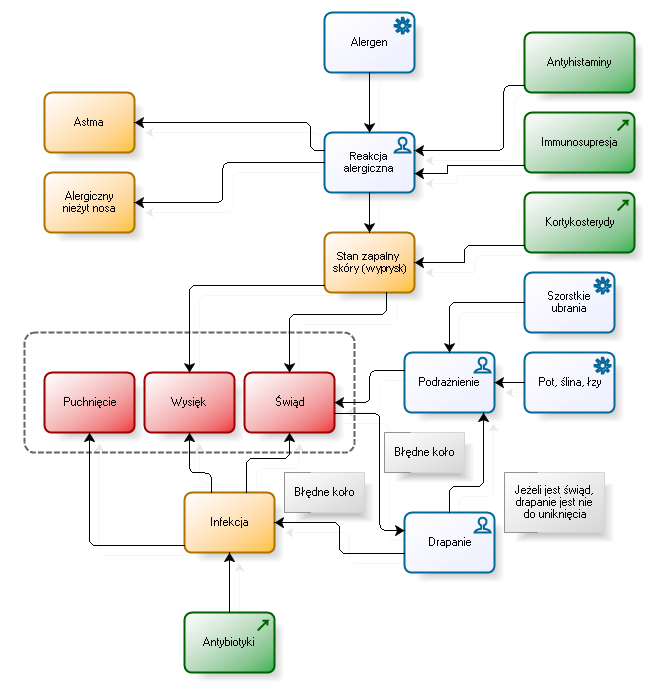 Alergen
Antyhistaminy
Astma
Immunosupresja
Reakcja
alergiczna
Alergiczny
nieżyt nosa
Kortykosterydy
Stan zapalny
skóry (wyprysk)
Szorstkie
ubrania
Puchnięcie
Wysięk
Świąd
Podrażnienie
Pot, ślina, łzy
Błędne koło
Błędne koło
Jeżeli jest świąd,
drapanie jest nie
do uniknięcia
Infekcja
Drapanie
Antybiotyki